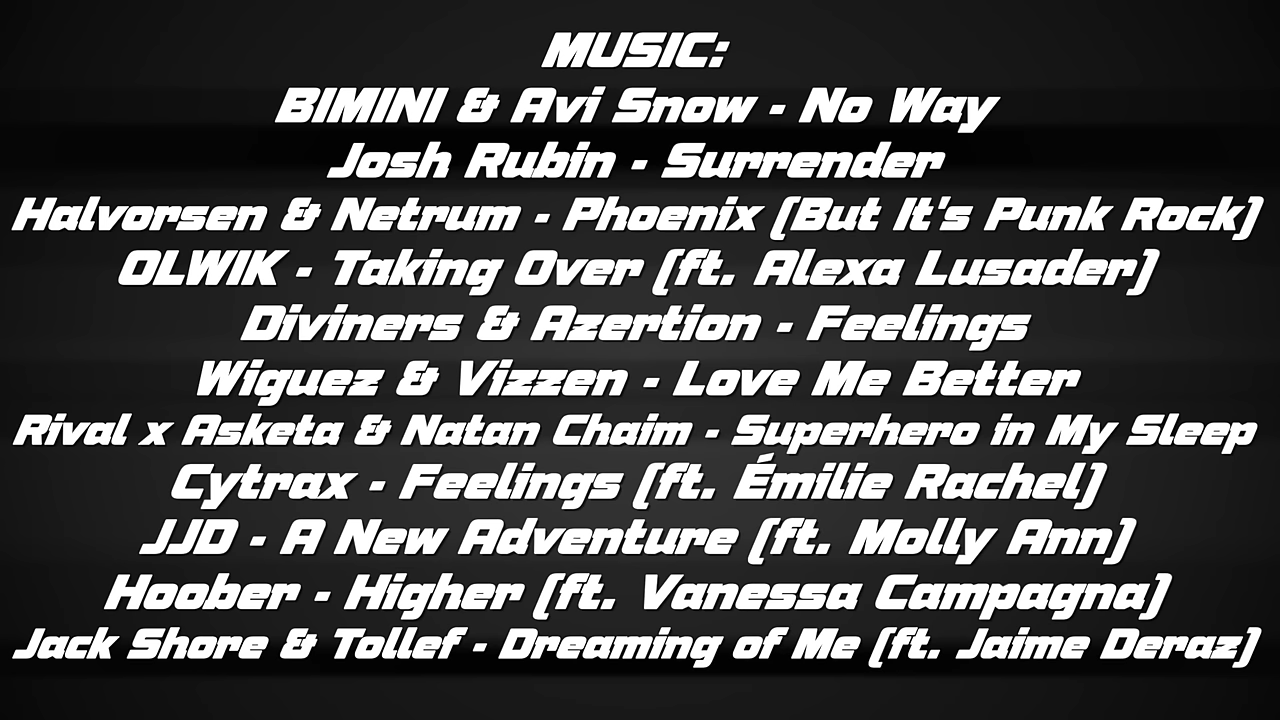 MUSIC:
BIMINI & Avi Snow - No Way
Josh Rubin - Surrender
Halvorsen & Netrum - Phoenix (But It's Punk Rock)
OLWIK - Taking Over (ft. Alexa Lusader)
Diviners & Azertion - Feelings
Wiguez & Vizzen - Love Me Better
Rival x Asketa & Natan Chaim - Superhero in My Sleep
Cytrax - Feelings (ft. Émilie Rachel)
JJD - A New Adventure (ft. Molly Ann)
Hoober - Higher (ft. Vanessa Campagna)
Jack Shore & Tollef - Dreaming of Me (ft. Jaime Deraz)